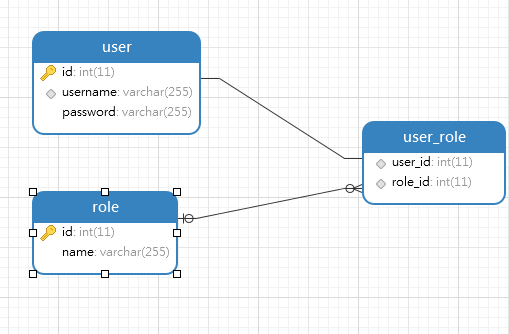 user
id: int(11)
username: varchar(255)
password: varchar(255)
user_role
user_id: int(11)
role_id: int(11)
role
id: int(11)
name: varchar(255)